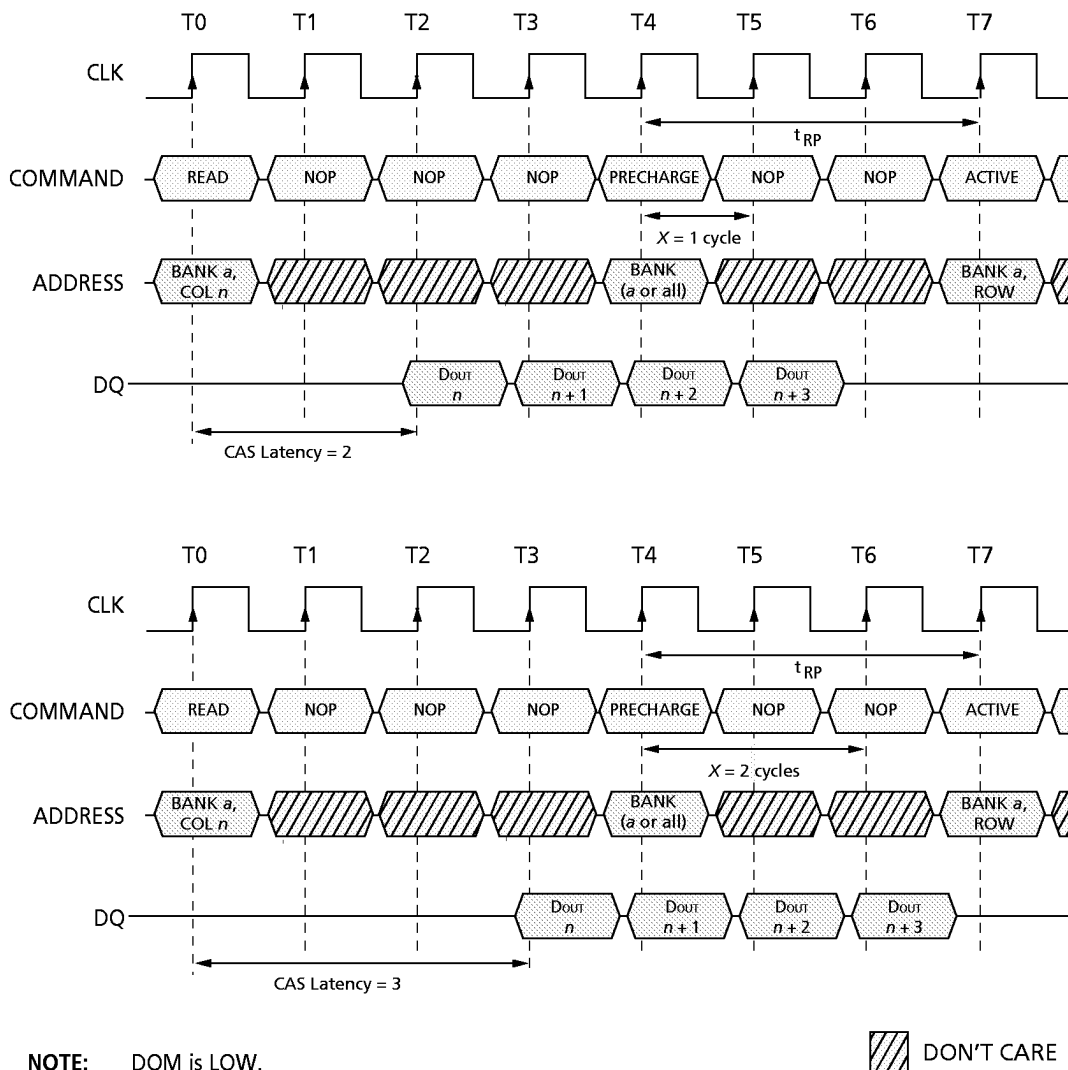 T0 T1 T2 T3 T4 T5 T6 T7
CLK
tRP
COMMAND READ NOP NOP NOP PRECHARGE NOP NOP ACTIVE
X = 1 cycle
ADDRESS BANK a, COL n BANK (a or all) BANK a, ROW
DQ DOUT n DOUT n + 1 DOUT n + 2 DOUT n + 3
CAS Latency = 2
T0 T1 T2 T3 T4 T5 T6 T7
CLK
tRP
COMMAND READ NOP NOP NOP PRECHARGE NOP NOP ACTIVE
X = 2 cycles
ADDRESS BANK a, COL n BANK (a or all) BANK a, ROW
DQ DOUT n DOUT n + 1 DOUT n + 2 DOUT n + 3
CAS Latency = 3
DON'T CARE
NOTE: DOM is LOW.